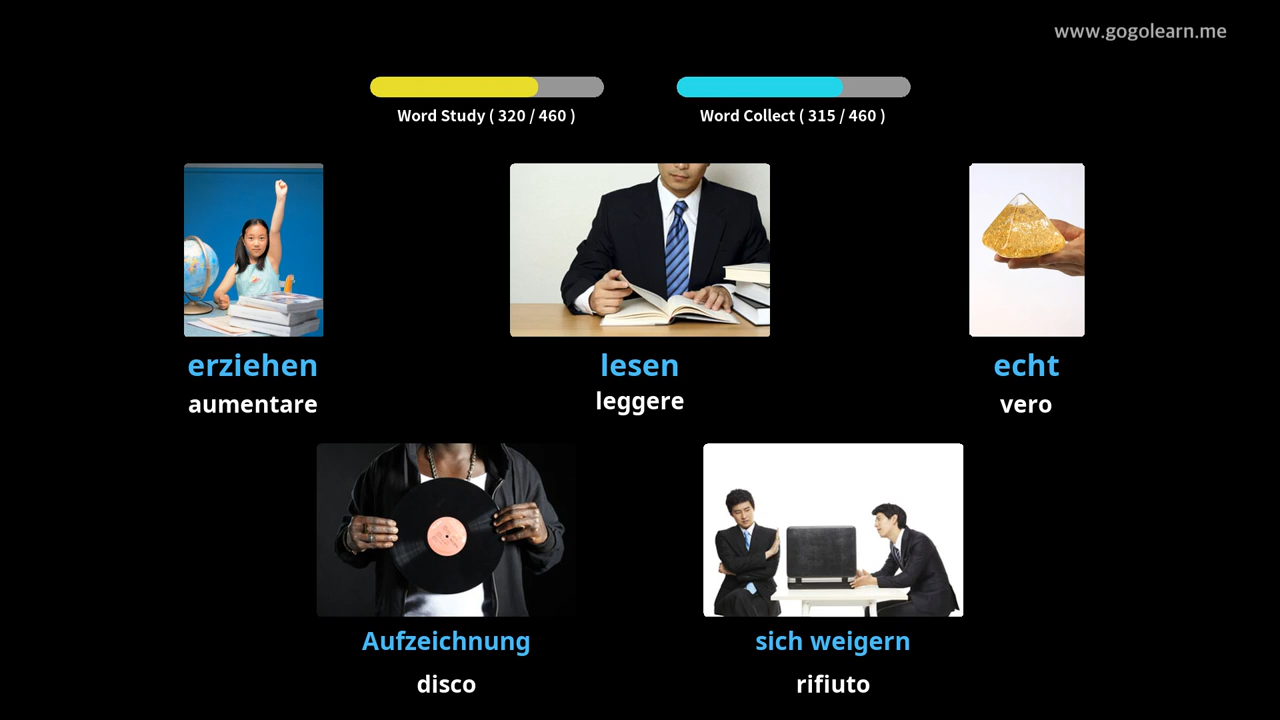 www.gogolearn.me
Word Study ( 320 / 460 )
Word Collect ( 315 / 460 )
erziehen
aumentare
lesen
leggere
echt
vero
Aufzeichnung
disco
sich weigern
rifiuto